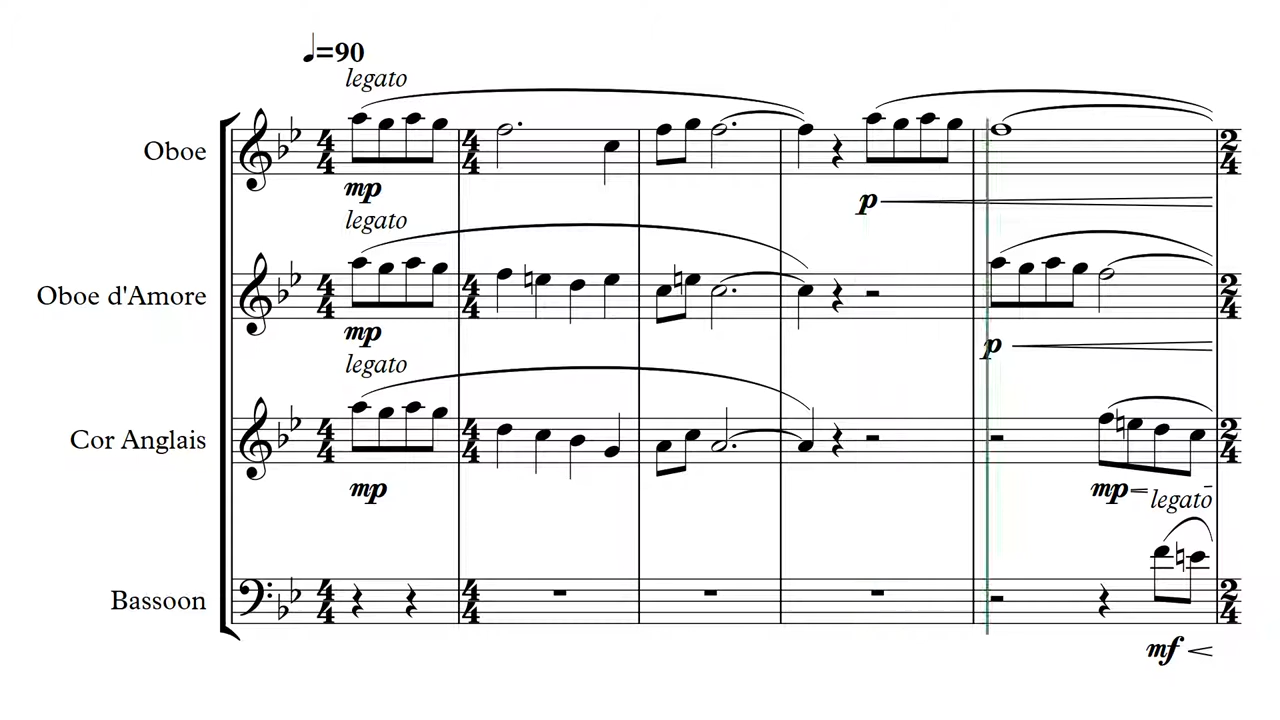 ♩=90
legato
Oboe
mp
p
legato
Oboe d'Amore
mp
p
legato
Cor Anglais
mp
mp
legato
Bassoon
mf